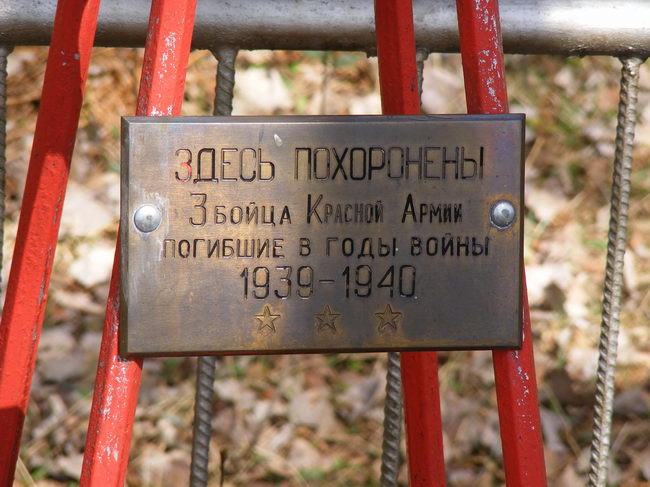 ЗДЕСЬ ПОХОРОНЕНЫ
3 БОЙЦА КРАСНОЙ АРМИИ
ПОГИБШИЕ В ГОДЫ ВОЙНЫ
1939-1940